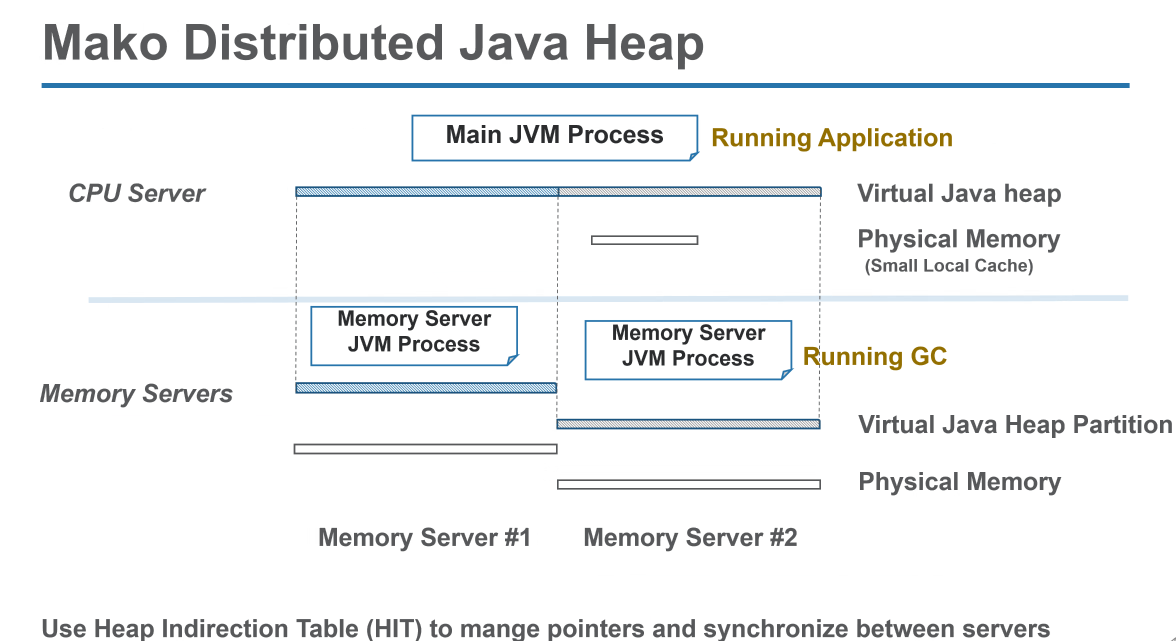 Mako Distributed Java Heap
Main JVM Process
Running Application
CPU Server
Virtual Java heap
Physical Memory
(Small Local Cache)
Memory Server
JVM Process
Memory Server
JVM Process
Running GC
Memory Servers
Virtual Java Heap Partition
Physical Memory
Memory Server #1
Memory Server #2
Use Heap Indirection Table (HIT) to mange pointers and synchronize between servers